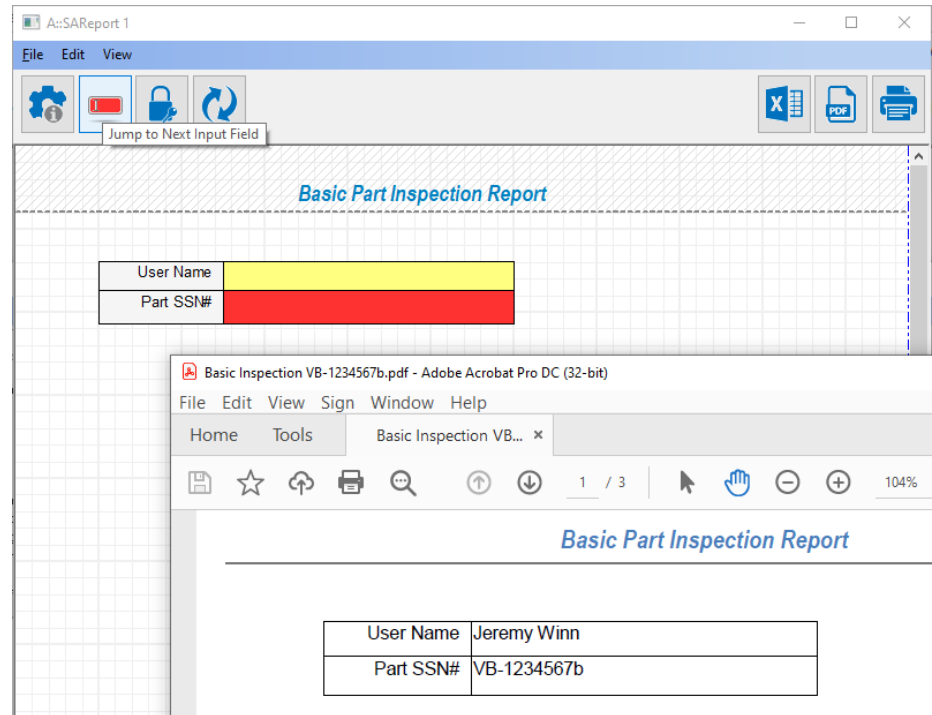 A::SAReport 1
File Edit View
i
X PDF
Jump to Next Input Field
Basic Part Inspection Report
User Name
Part SSN#
Basic Inspection VB-1234567b.pdf - Adobe Acrobat Pro DC (32-bit)
File Edit View Sign Window Help
Home Tools Basic Inspection VB... ×
1 / 3 104%
Basic Part Inspection Report
User Name Jeremy Winn
Part SSN# VB-1234567b